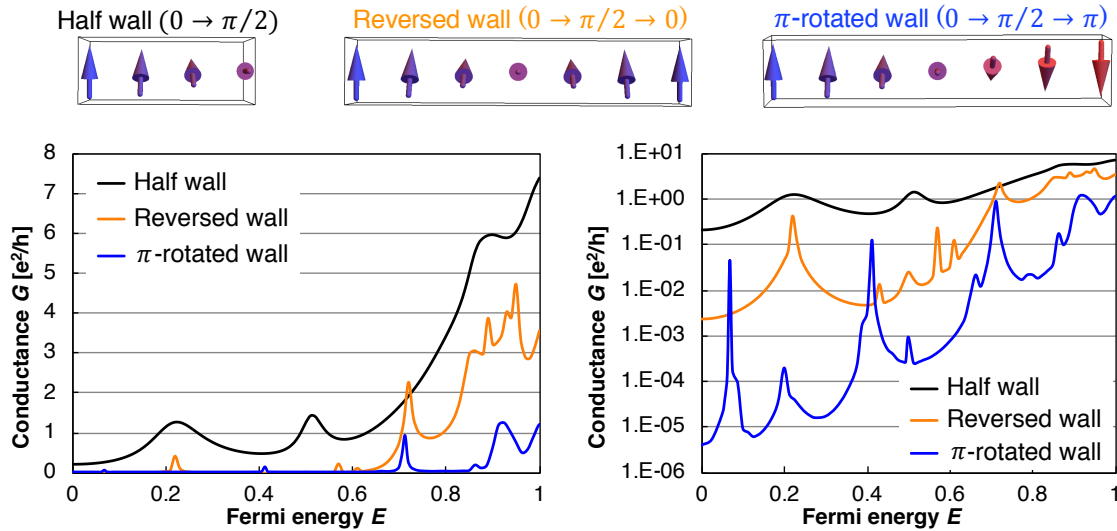 Half wall (0 → π/2)
Reversed wall (0 → π/2 → 0)
π-rotated wall (0 → π/2 → π)
Conductance G [e²/h]
8
7
6
5
4
3
2
1
0
Half wall
Reversed wall
π-rotated wall
0
0.2
0.4
0.6
0.8
1
Fermi energy E
Conductance G [e²/h]
1.E+01
1.E+00
1.E-01
1.E-02
1.E-03
1.E-04
1.E-05
1.E-06
Half wall
Reversed wall
π-rotated wall
0
0.2
0.4
0.6
0.8
1
Fermi energy E